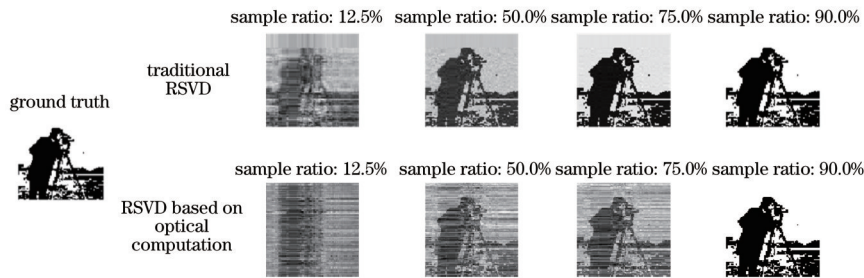 sample ratio: 12.5% sample ratio: 50.0% sample ratio: 75.0% sample ratio: 90.0%
traditional
RSVD
ground truth
sample ratio: 12.5% sample ratio: 50.0% sample ratio: 75.0% sample ratio: 90.0%
RSVD based on
optical
computation